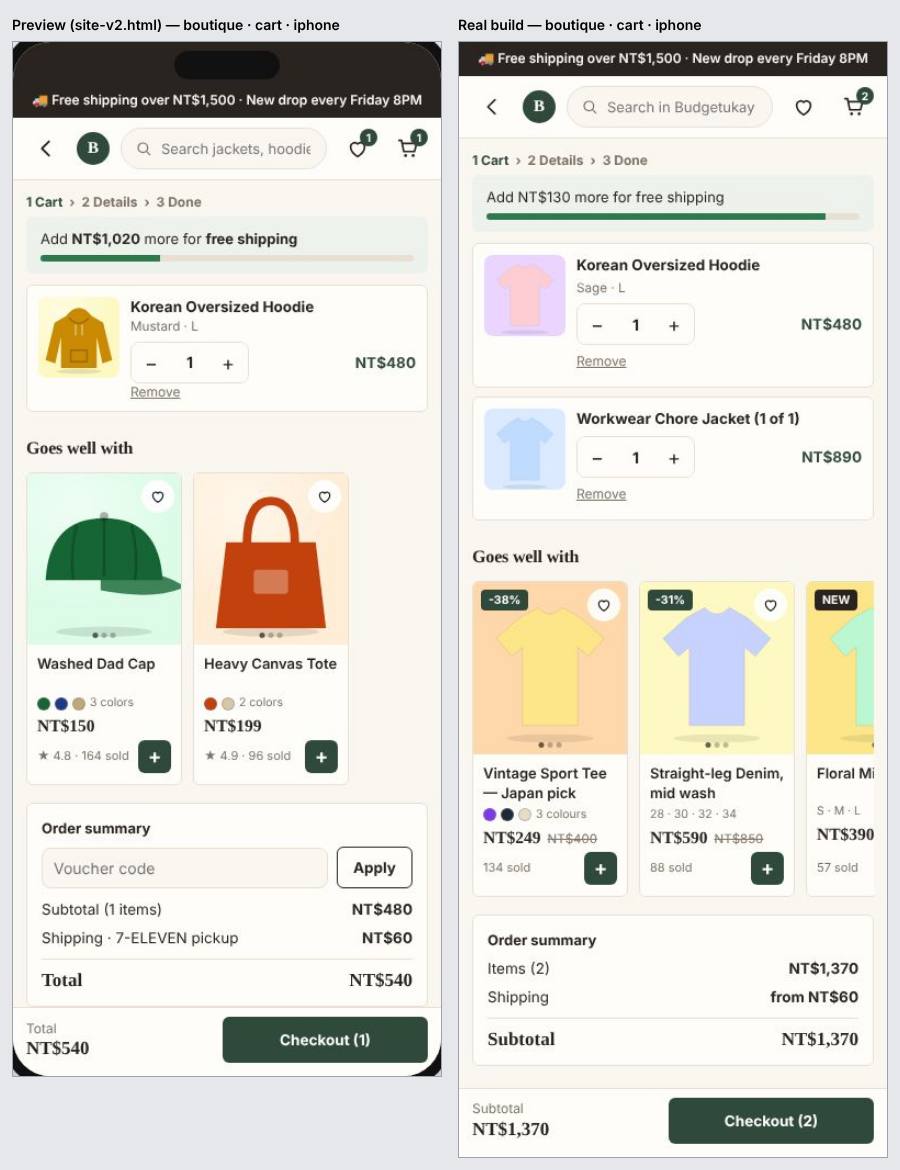 Preview (site-v2.html) — boutique · cart · iphone
🚚 Free shipping over NT$1,500 · New drop every Friday 8PM
B
Search jackets, hoodie
1
1
1 Cart › 2 Details › 3 Done
Add NT$1,020 more for free shipping
Korean Oversized Hoodie
Mustard · L
− 1 +
NT$480
Remove
Goes well with
Washed Dad Cap
3 colors
NT$150
★ 4.8 · 164 sold
+
Heavy Canvas Tote
2 colors
NT$199
★ 4.9 · 96 sold
+
Order summary
Voucher code
Apply
Subtotal (1 items) NT$480
Shipping · 7-ELEVEN pickup NT$60
Total NT$540
Total
NT$540
Checkout (1)
Real build — boutique · cart · iphone
🚚 Free shipping over NT$1,500 · New drop every Friday 8PM
B
Search in Budgetukay
2
1 Cart › 2 Details › 3 Done
Add NT$130 more for free shipping
Korean Oversized Hoodie
Sage · L
− 1 +
NT$480
Remove
Workwear Chore Jacket (1 of 1)
− 1 +
NT$890
Remove
Goes well with
-38%
Vintage Sport Tee
— Japan pick
3 colours
NT$249 NT$400
134 sold
+
-31%
Straight-leg Denim,
mid wash
28 · 30 · 32 · 34
NT$590 NT$850
88 sold
+
NEW
Floral Mi
S · M · L
NT$390
57 sold
Order summary
Items (2) NT$1,370
Shipping from NT$60
Subtotal NT$1,370
Subtotal
NT$1,370
Checkout (2)